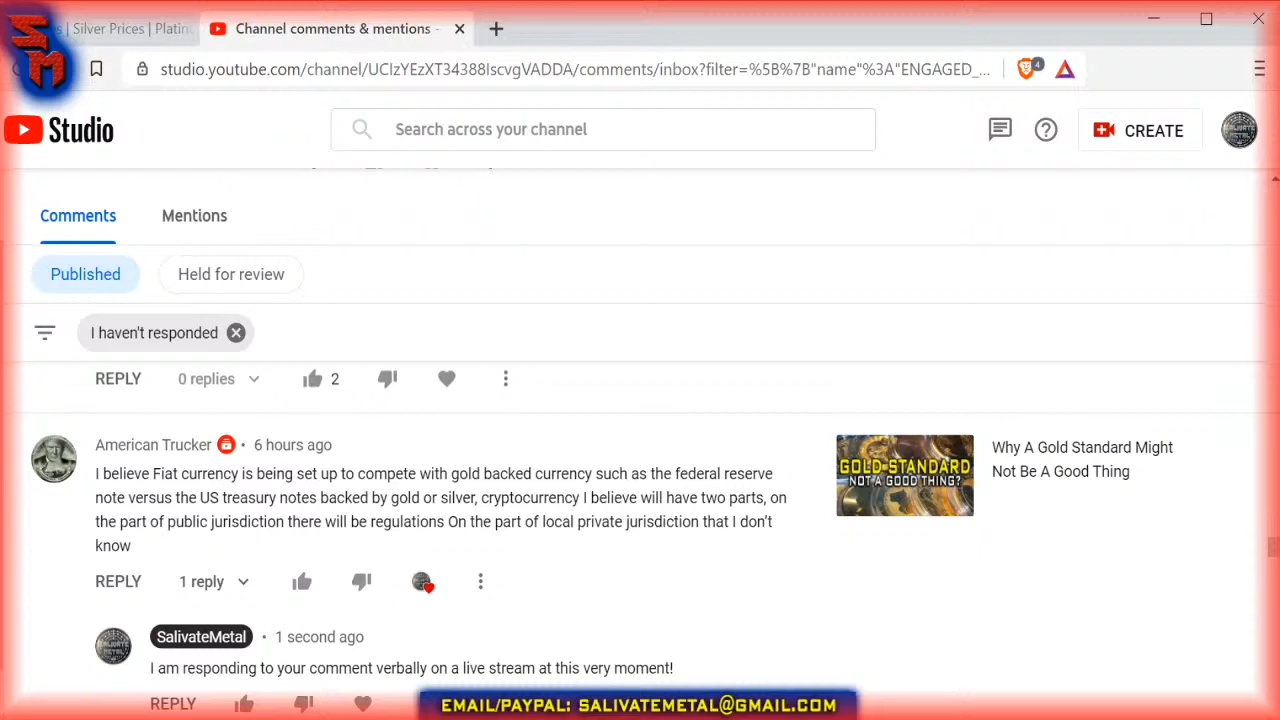 SM
s | Silver Prices | Platin
Channel comments & mentions -
studio.youtube.com/channel/UCIzYEzXT34388IscvgVADDA/comments/inbox?filter=%5B%7B"name"%3A"ENGAGED_...
4
Studio
Search across your channel
CREATE
SALIVATE METAL
Comments
Mentions
Published
Held for review
I haven't responded
REPLY
0 replies
2
American Trucker • 6 hours ago
I believe Fiat currency is being set up to compete with gold backed currency such as the federal reserve
note versus the US treasury notes backed by gold or silver, cryptocurrency I believe will have two parts, on
the part of public jurisdiction there will be regulations On the part of local private jurisdiction that I don't
know
GOLD STANDARD
NOT A GOOD THING?
Why A Gold Standard Might
Not Be A Good Thing
REPLY
1 reply
SALIVATE METAL
SalivateMetal • 1 second ago
I am responding to your comment verbally on a live stream at this very moment!
REPLY
EMAIL/PAYPAL: SALIVATEMETAL@GMAIL.COM